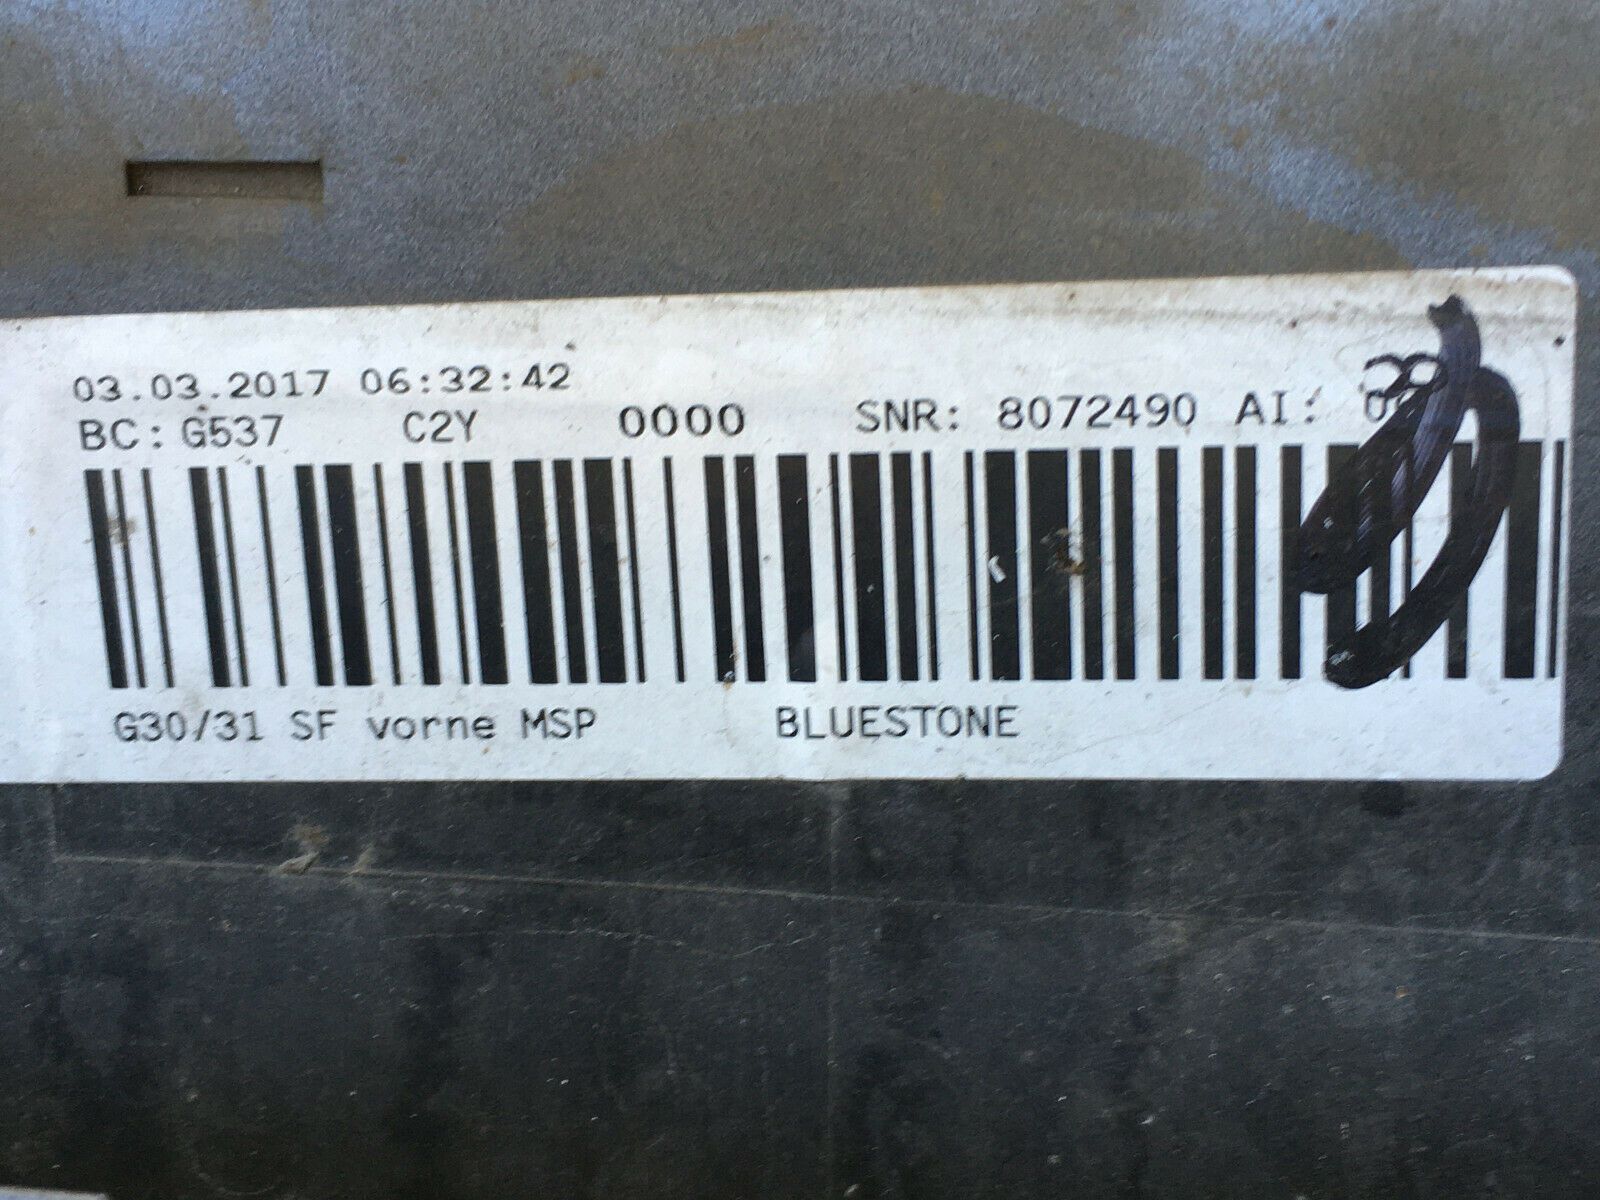 03.03.2017 06:32:42
BC: G537 C2Y 0000 SNR: 8072490 AI:
G30/31 SF vorne MSP BLUESTONE